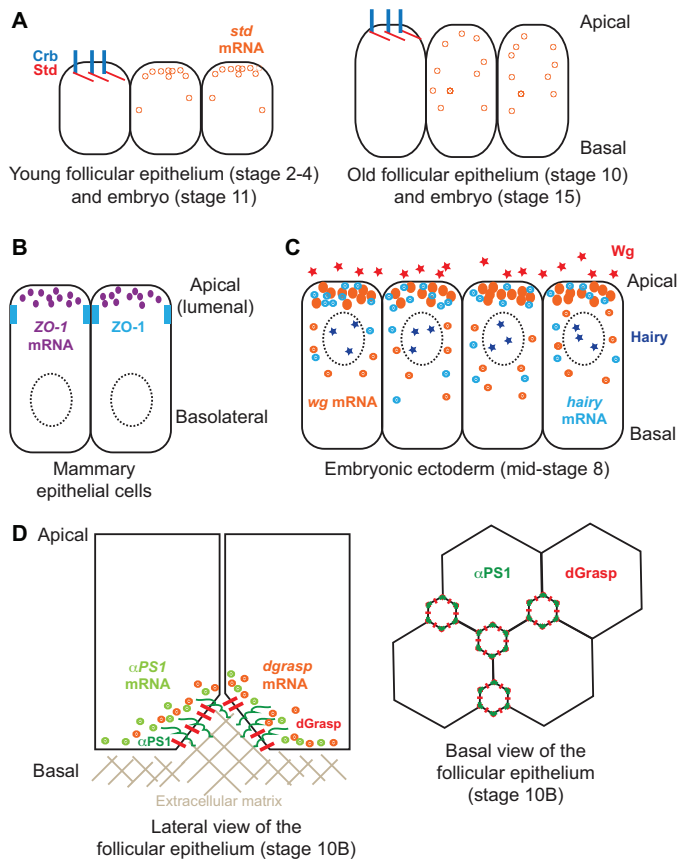 A
Crb
Std
std
mRNA
Apical
Basal
Young follicular epithelium (stage 2-4)
and embryo (stage 11)
Old follicular epithelium (stage 10)
and embryo (stage 15)
B
Apical
(lumenal)
ZO-1
mRNA
ZO-1
Basolateral
Mammary
epithelial cells
C
Wg
Apical
Hairy
wg mRNA
hairy
mRNA
Basal
Embryonic ectoderm (mid-stage 8)
D
Apical
αPS1
mRNA
dgrasp
mRNA
αPS1
dGrasp
Basal
Extracellular matrix
Lateral view of the
follicular epithelium (stage 10B)
αPS1
dGrasp
Basal view of the
follicular epithelium
(stage 10B)